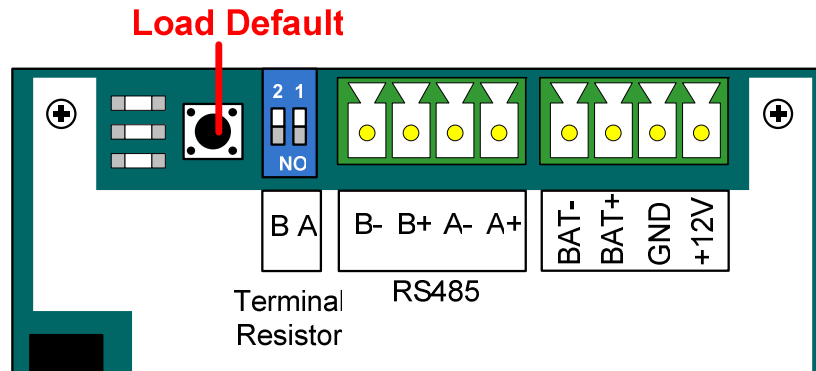 Load Default
2 1
NO
B A
B- B+ A- A+
BAT-
BAT+
GND
+12V
Terminal
Resistor
RS485